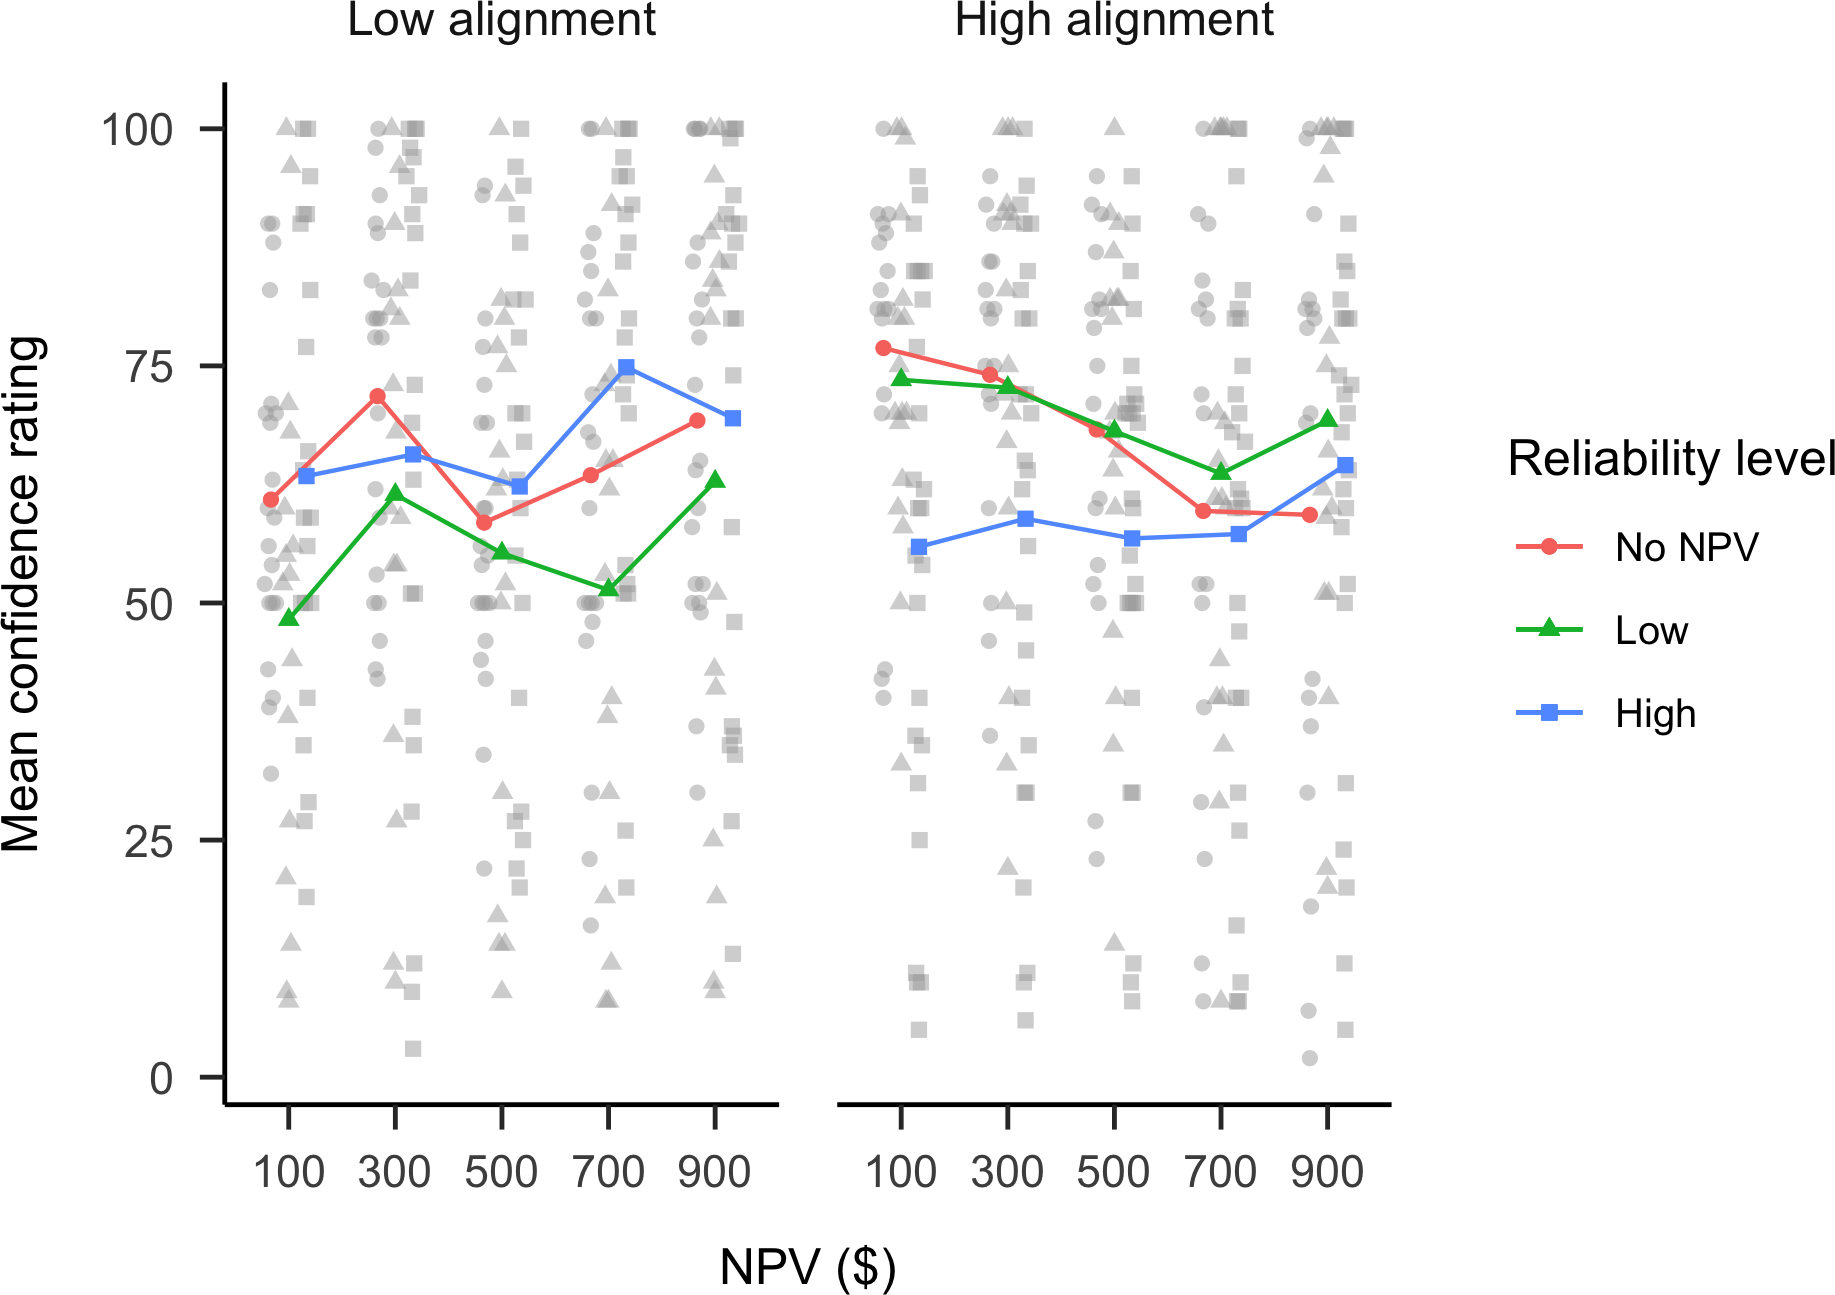 Low alignment
High alignment
Mean confidence rating
100
75
50
25
0
100 300 500 700 900
100 300 500 700 900
NPV ($)
Reliability level
No NPV
Low
High